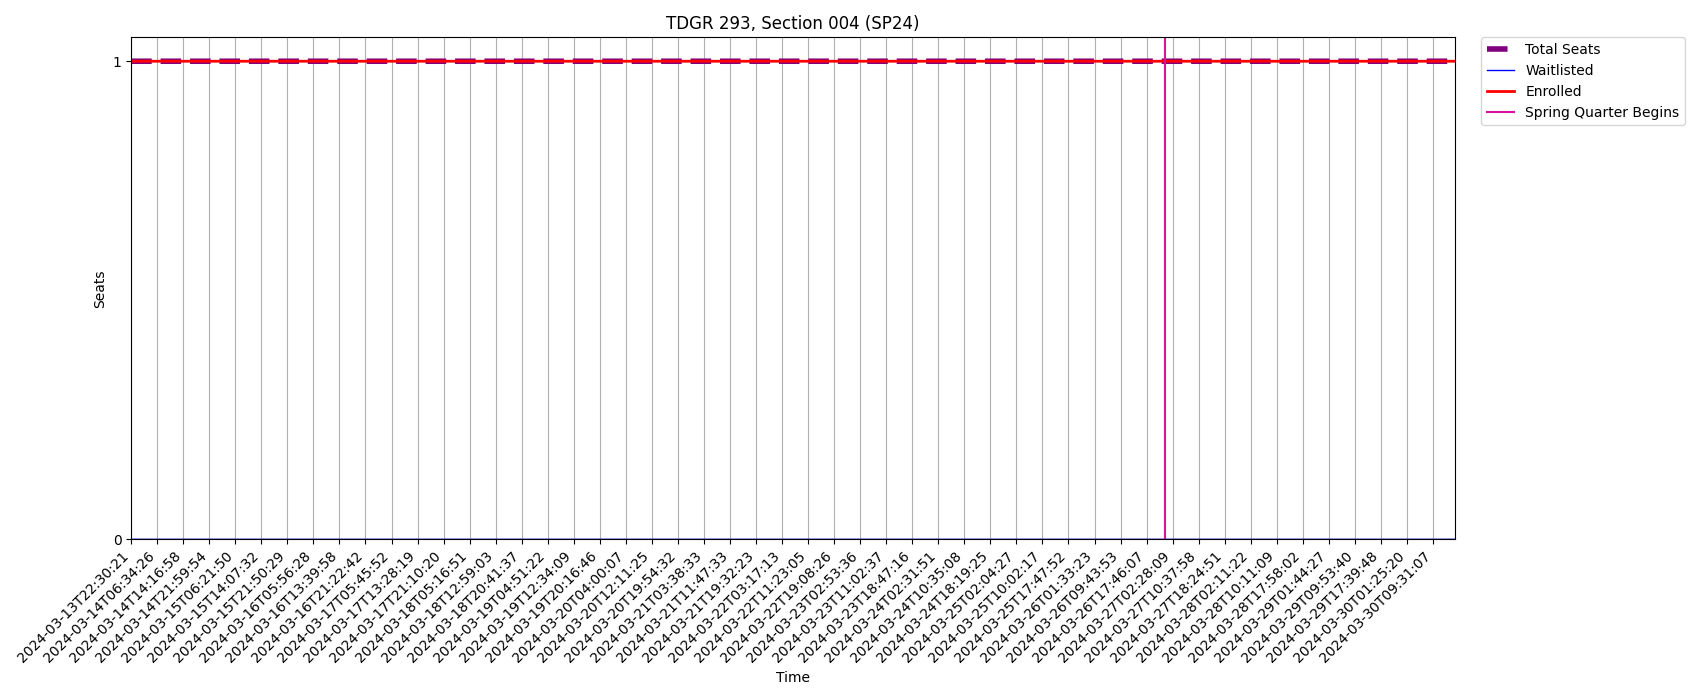 TDGR 293, Section 004 (SP24)
Total Seats
Waitlisted
Enrolled
Spring Quarter Begins
1
Seats
0
2024-03-13T22:30:21
2024-03-14T06:34:26
2024-03-14T14:16:58
2024-03-14T21:59:54
2024-03-15T06:21:50
2024-03-15T14:07:32
2024-03-15T21:50:29
2024-03-16T05:56:28
2024-03-16T13:39:58
2024-03-16T21:22:42
2024-03-17T05:45:52
2024-03-17T13:28:19
2024-03-17T21:10:20
2024-03-18T05:16:51
2024-03-18T12:59:03
2024-03-18T20:41:37
2024-03-19T04:51:22
2024-03-19T12:34:09
2024-03-19T20:16:46
2024-03-20T04:00:07
2024-03-20T12:11:25
2024-03-20T19:54:32
2024-03-21T03:38:33
2024-03-21T11:47:33
2024-03-21T19:32:23
2024-03-22T03:17:13
2024-03-22T11:23:05
2024-03-22T19:08:26
2024-03-23T02:53:36
2024-03-23T11:02:37
2024-03-23T18:47:16
2024-03-24T02:31:51
2024-03-24T10:35:08
2024-03-24T18:19:25
2024-03-25T02:04:27
2024-03-25T10:02:17
2024-03-25T17:47:52
2024-03-26T01:33:23
2024-03-26T09:43:53
2024-03-26T17:46:07
2024-03-27T02:28:09
2024-03-27T10:37:58
2024-03-27T18:24:51
2024-03-28T02:11:22
2024-03-28T10:11:09
2024-03-28T17:58:02
2024-03-29T01:44:27
2024-03-29T09:53:40
2024-03-29T17:39:48
2024-03-30T01:25:20
2024-03-30T09:31:07
Time